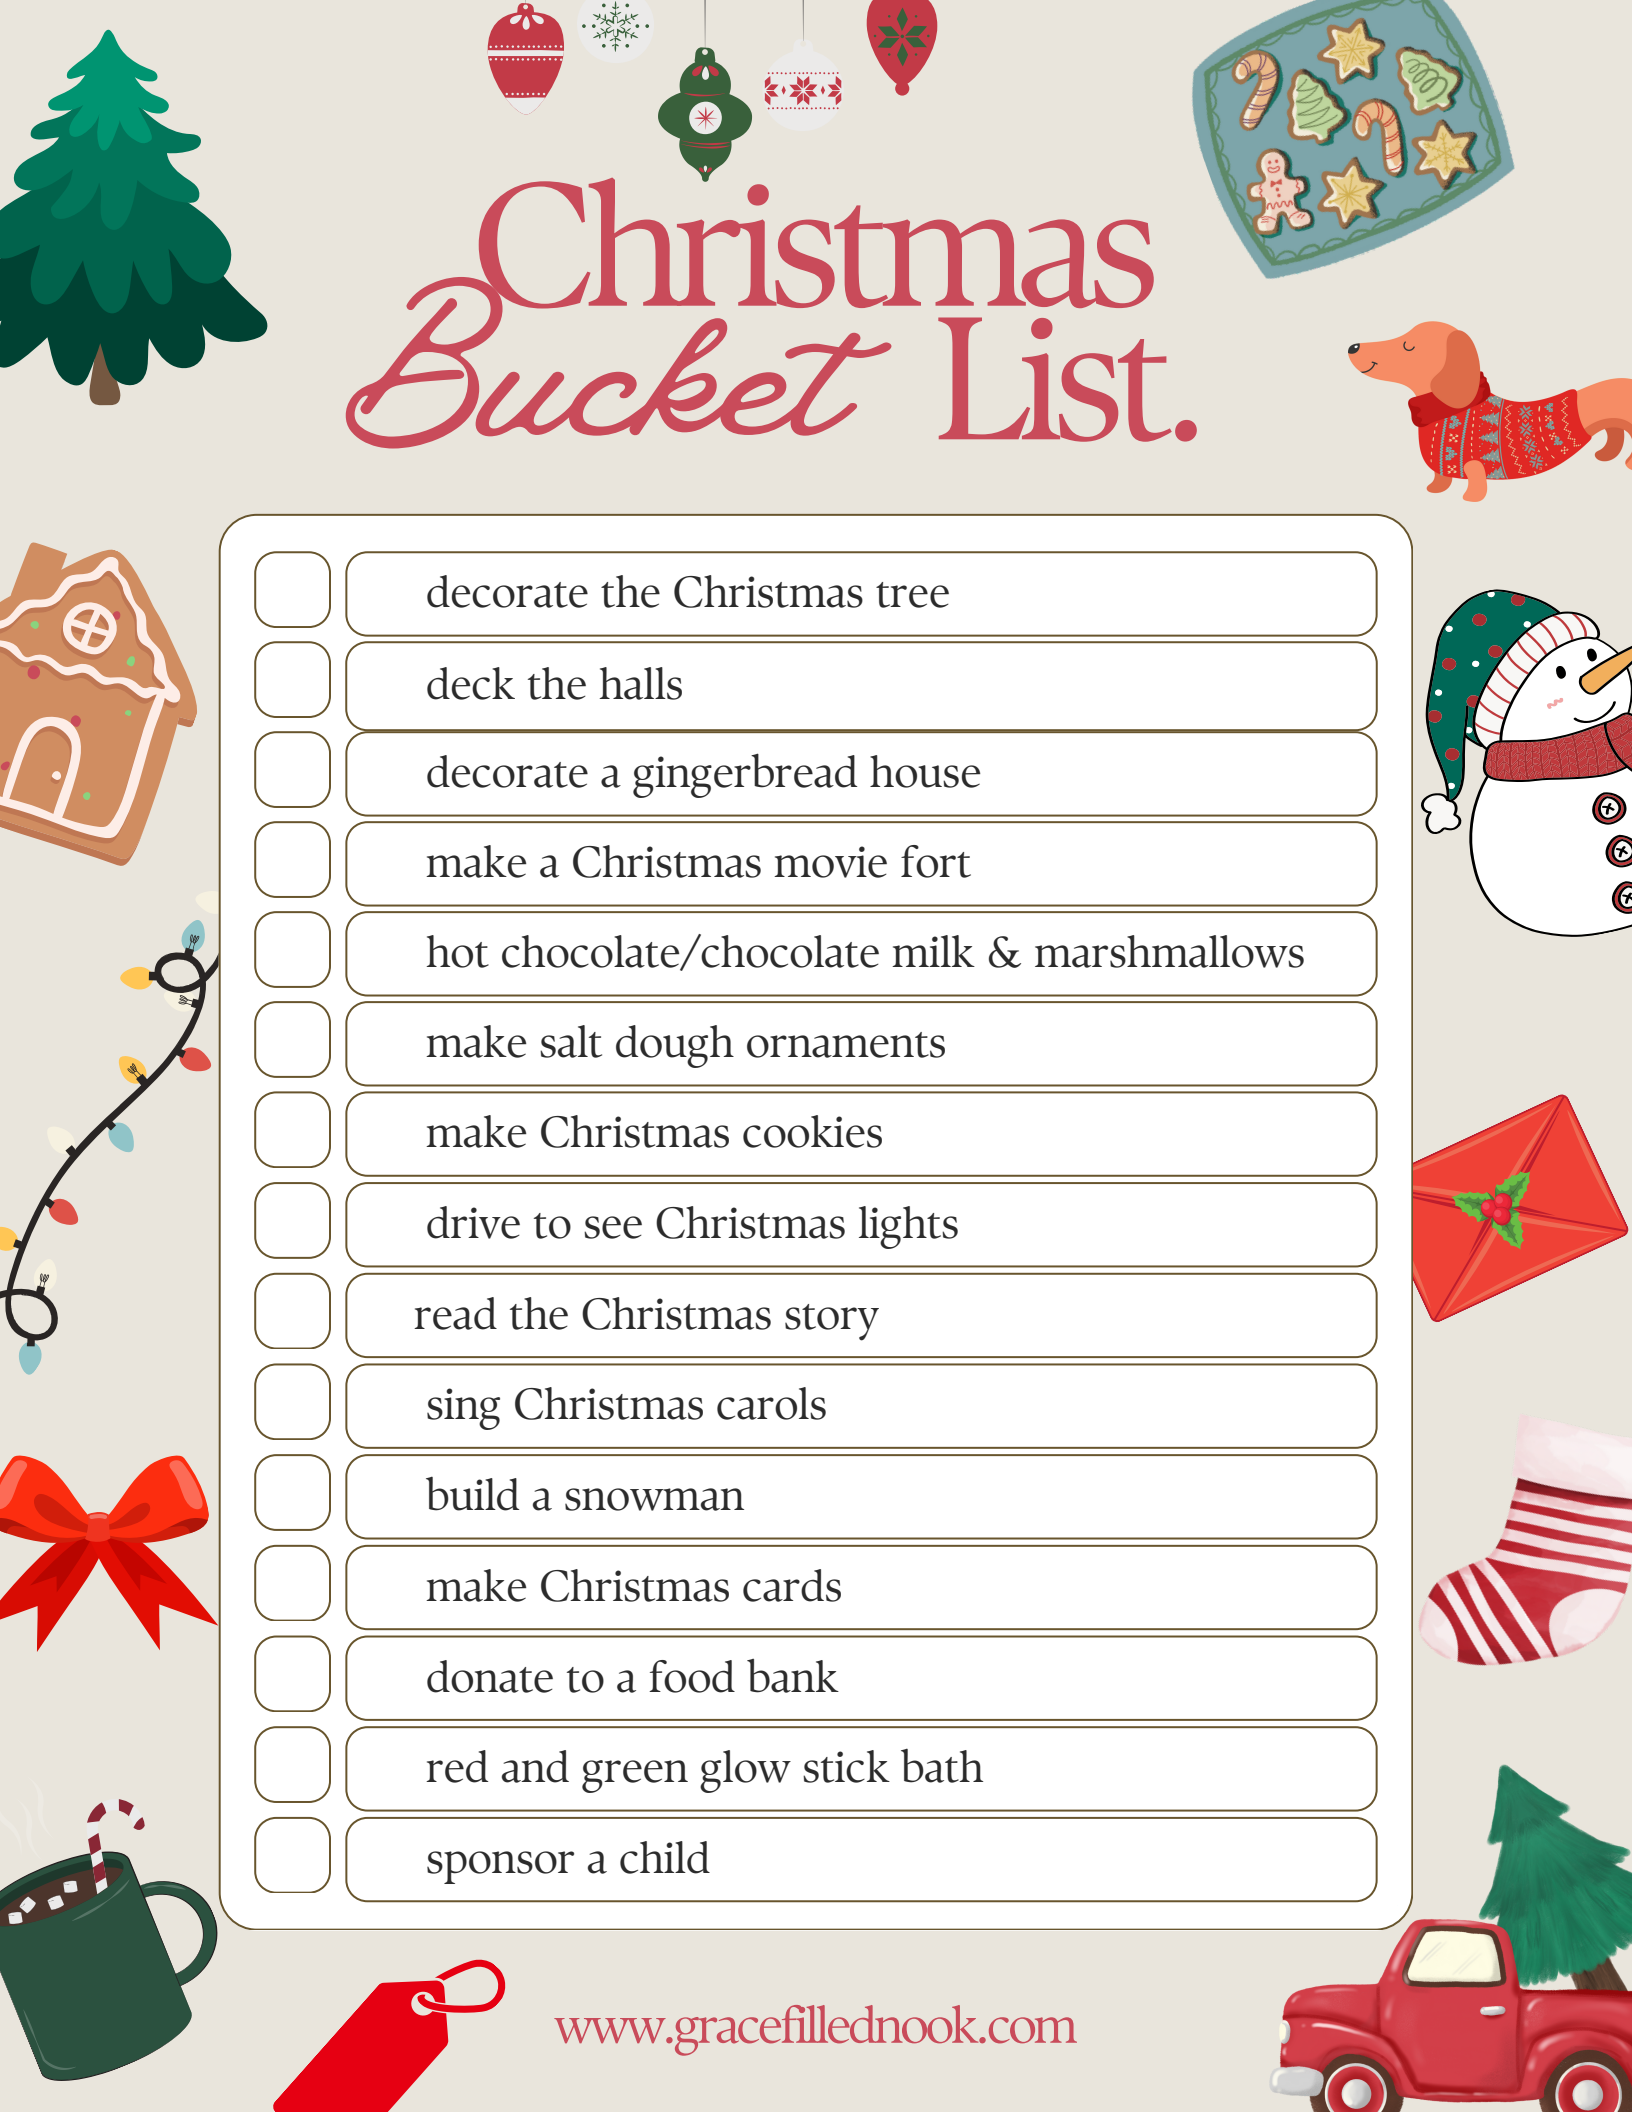 Christmas
Bucket List.
decorate the Christmas tree
deck the halls
decorate a gingerbread house
make a Christmas movie fort
hot chocolate/chocolate milk & marshmallows
make salt dough ornaments
make Christmas cookies
drive to see Christmas lights
read the Christmas story
sing Christmas carols
build a snowman
make Christmas cards
donate to a food bank
red and green glow stick bath
sponsor a child
www.gracefillednook.com